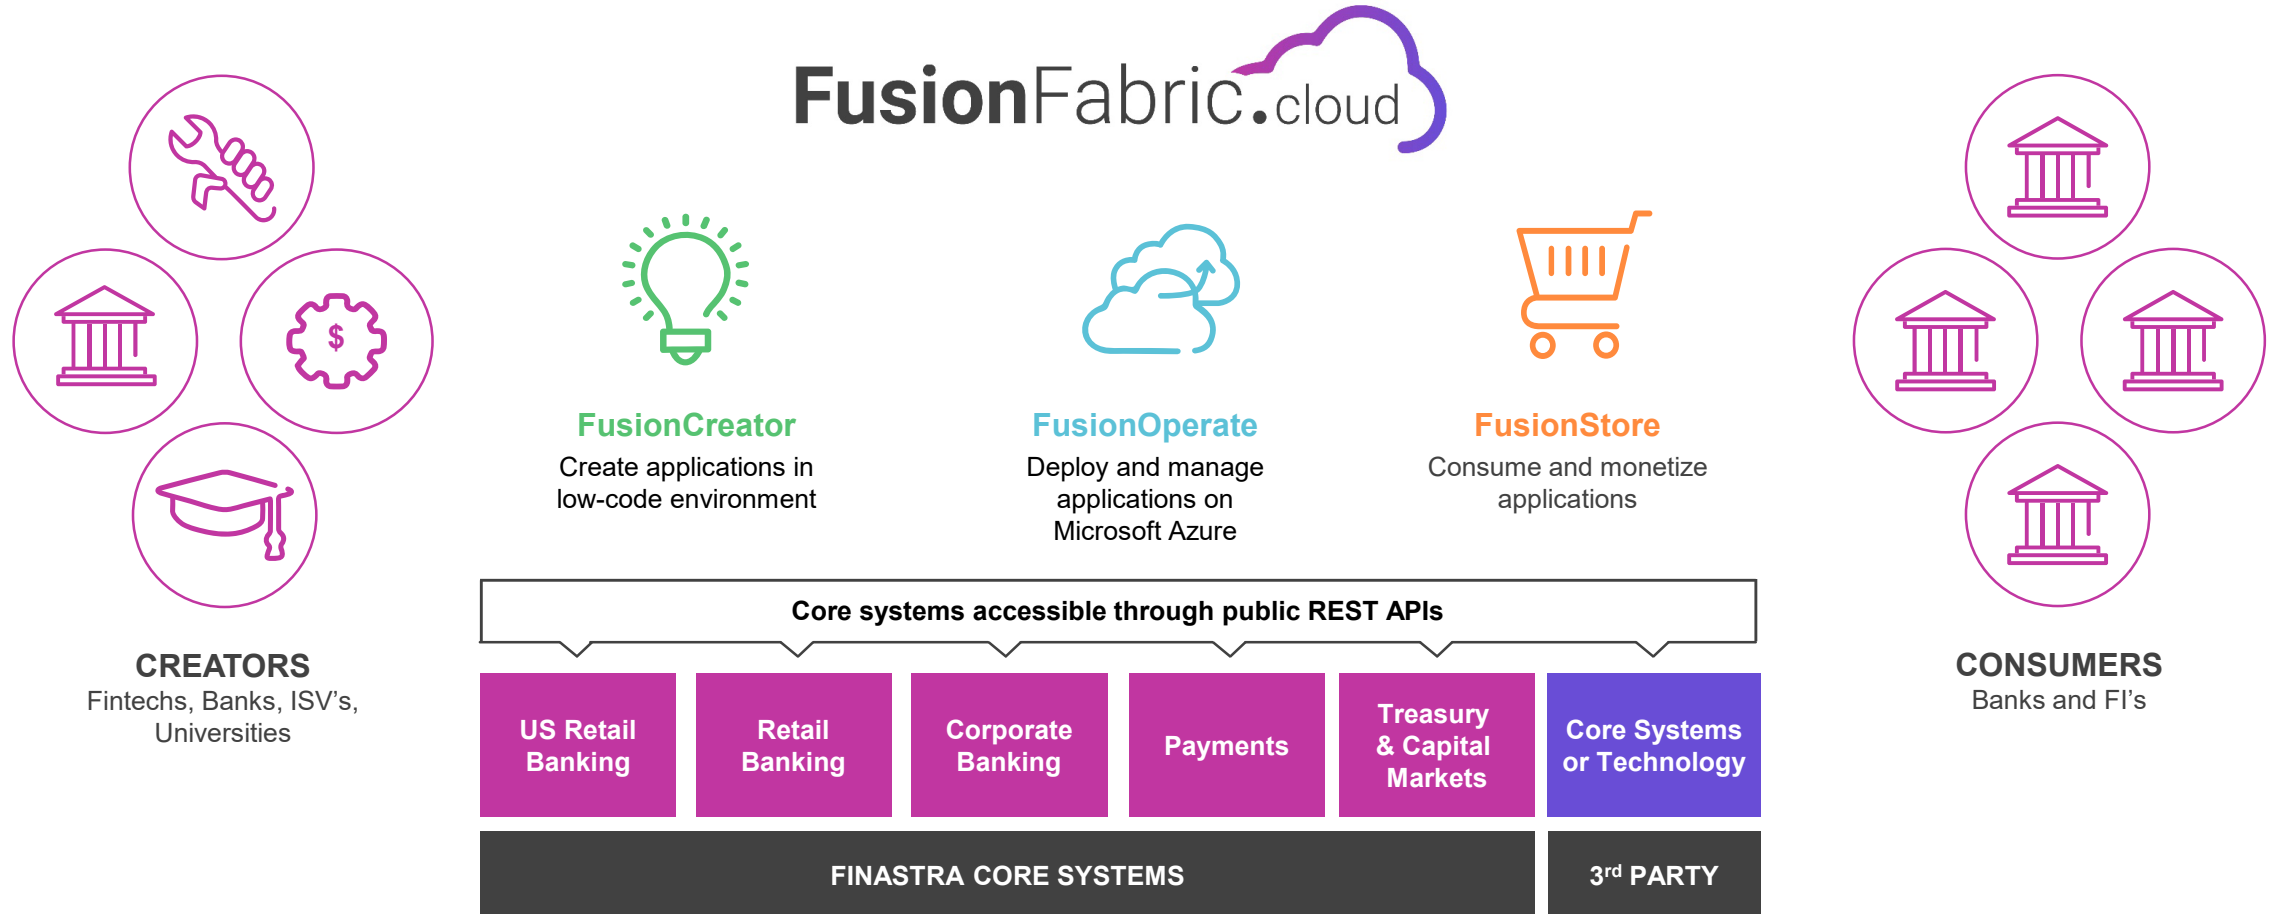 FusionFabric.cloud
$
FusionCreator
Create applications in
low-code environment
FusionOperate
Deploy and manage
applications on
Microsoft Azure
FusionStore
Consume and monetize
applications
CREATORS
Fintechs, Banks, ISV’s,
Universities
CONSUMERS
Banks and FI’s
Core systems accessible through public REST APIs
US Retail
Banking
Retail
Banking
Corporate
Banking
Payments
Treasury
& Capital
Markets
Core Systems
or Technology
FINASTRA CORE SYSTEMS
3rd PARTY